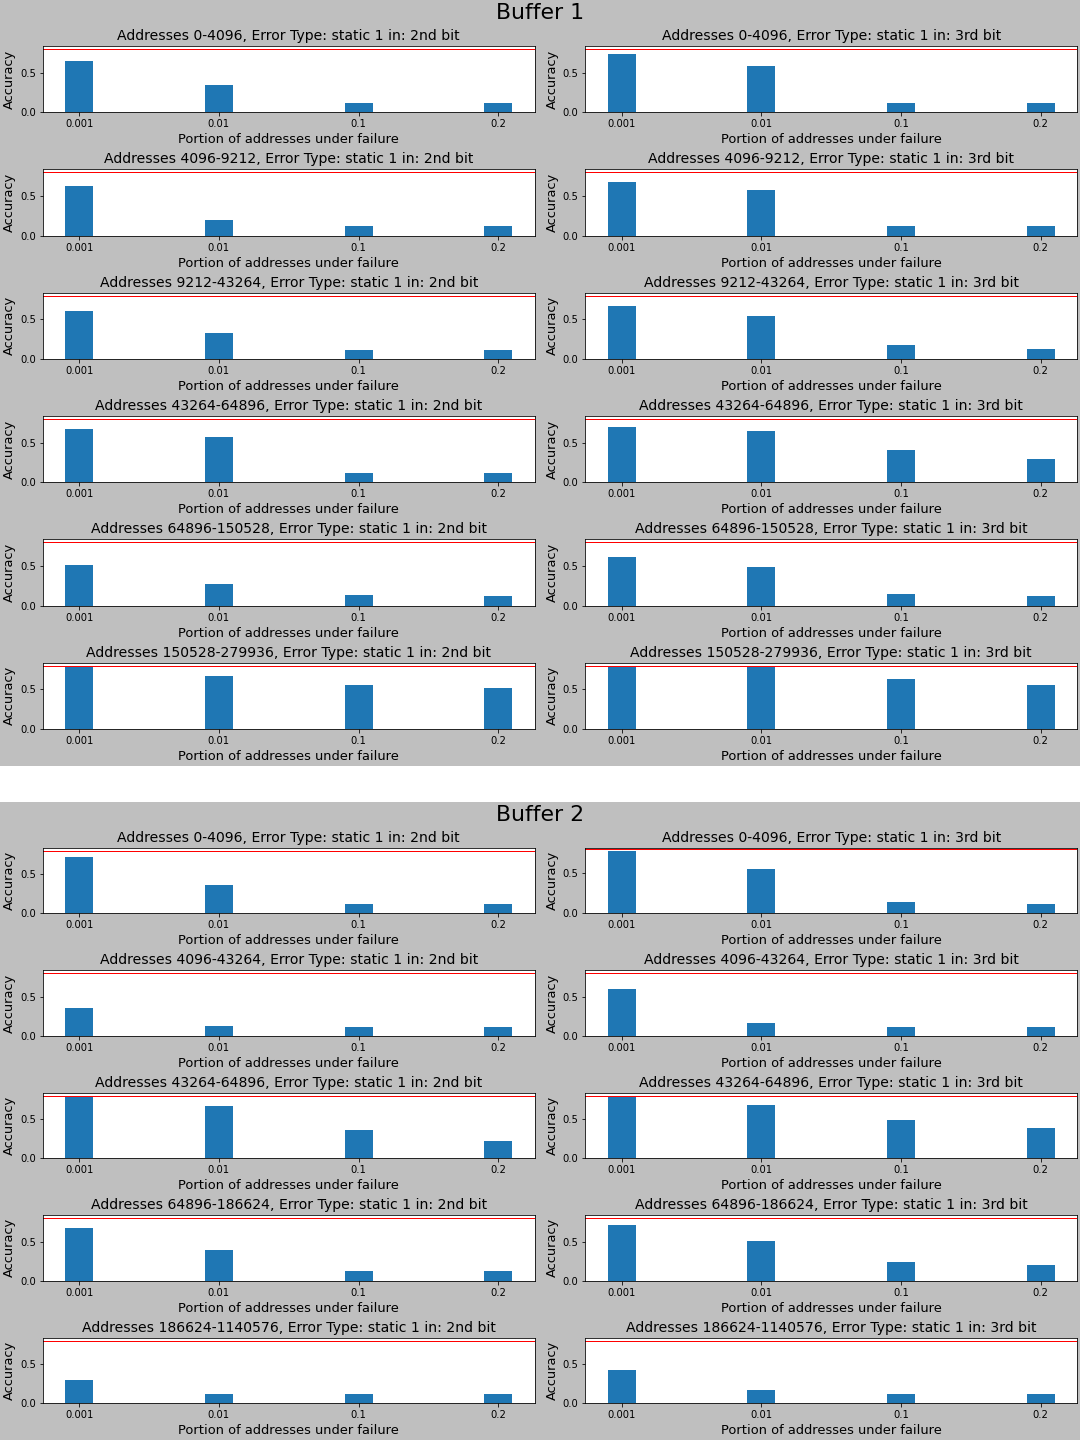 Buffer 1
Addresses 0-4096, Error Type: static 1 in: 2nd bit
Accuracy
0.5
0.0
0.001 0.01 0.1 0.2
Portion of addresses under failure
Addresses 0-4096, Error Type: static 1 in: 3rd bit
Accuracy
0.5
0.0
0.001 0.01 0.1 0.2
Portion of addresses under failure
Addresses 4096-9212, Error Type: static 1 in: 2nd bit
Accuracy
0.5
0.0
0.001 0.01 0.1 0.2
Portion of addresses under failure
Addresses 4096-9212, Error Type: static 1 in: 3rd bit
Accuracy
0.5
0.0
0.001 0.01 0.1 0.2
Portion of addresses under failure
Addresses 9212-43264, Error Type: static 1 in: 2nd bit
Accuracy
0.5
0.0
0.001 0.01 0.1 0.2
Portion of addresses under failure
Addresses 9212-43264, Error Type: static 1 in: 3rd bit
Accuracy
0.5
0.0
0.001 0.01 0.1 0.2
Portion of addresses under failure
Addresses 43264-64896, Error Type: static 1 in: 2nd bit
Accuracy
0.5
0.0
0.001 0.01 0.1 0.2
Portion of addresses under failure
Addresses 43264-64896, Error Type: static 1 in: 3rd bit
Accuracy
0.5
0.0
0.001 0.01 0.1 0.2
Portion of addresses under failure
Addresses 64896-150528, Error Type: static 1 in: 2nd bit
Accuracy
0.5
0.0
0.001 0.01 0.1 0.2
Portion of addresses under failure
Addresses 64896-150528, Error Type: static 1 in: 3rd bit
Accuracy
0.5
0.0
0.001 0.01 0.1 0.2
Portion of addresses under failure
Addresses 150528-279936, Error Type: static 1 in: 2nd bit
Accuracy
0.5
0.0
0.001 0.01 0.1 0.2
Portion of addresses under failure
Addresses 150528-279936, Error Type: static 1 in: 3rd bit
Accuracy
0.5
0.0
0.001 0.01 0.1 0.2
Portion of addresses under failure
Buffer 2
Addresses 0-4096, Error Type: static 1 in: 2nd bit
Accuracy
0.5
0.0
0.001 0.01 0.1 0.2
Portion of addresses under failure
Addresses 0-4096, Error Type: static 1 in: 3rd bit
Accuracy
0.5
0.0
0.001 0.01 0.1 0.2
Portion of addresses under failure
Addresses 4096-43264, Error Type: static 1 in: 2nd bit
Accuracy
0.5
0.0
0.001 0.01 0.1 0.2
Portion of addresses under failure
Addresses 4096-43264, Error Type: static 1 in: 3rd bit
Accuracy
0.5
0.0
0.001 0.01 0.1 0.2
Portion of addresses under failure
Addresses 43264-64896, Error Type: static 1 in: 2nd bit
Accuracy
0.5
0.0
0.001 0.01 0.1 0.2
Portion of addresses under failure
Addresses 43264-64896, Error Type: static 1 in: 3rd bit
Accuracy
0.5
0.0
0.001 0.01 0.1 0.2
Portion of addresses under failure
Addresses 64896-186624, Error Type: static 1 in: 2nd bit
Accuracy
0.5
0.0
0.001 0.01 0.1 0.2
Portion of addresses under failure
Addresses 64896-186624, Error Type: static 1 in: 3rd bit
Accuracy
0.5
0.0
0.001 0.01 0.1 0.2
Portion of addresses under failure
Addresses 186624-1140576, Error Type: static 1 in: 2nd bit
Accuracy
0.5
0.0
0.001 0.01 0.1 0.2
Portion of addresses under failure
Addresses 186624-1140576, Error Type: static 1 in: 3rd bit
Accuracy
0.5
0.0
0.001 0.01 0.1 0.2
Portion of addresses under failure